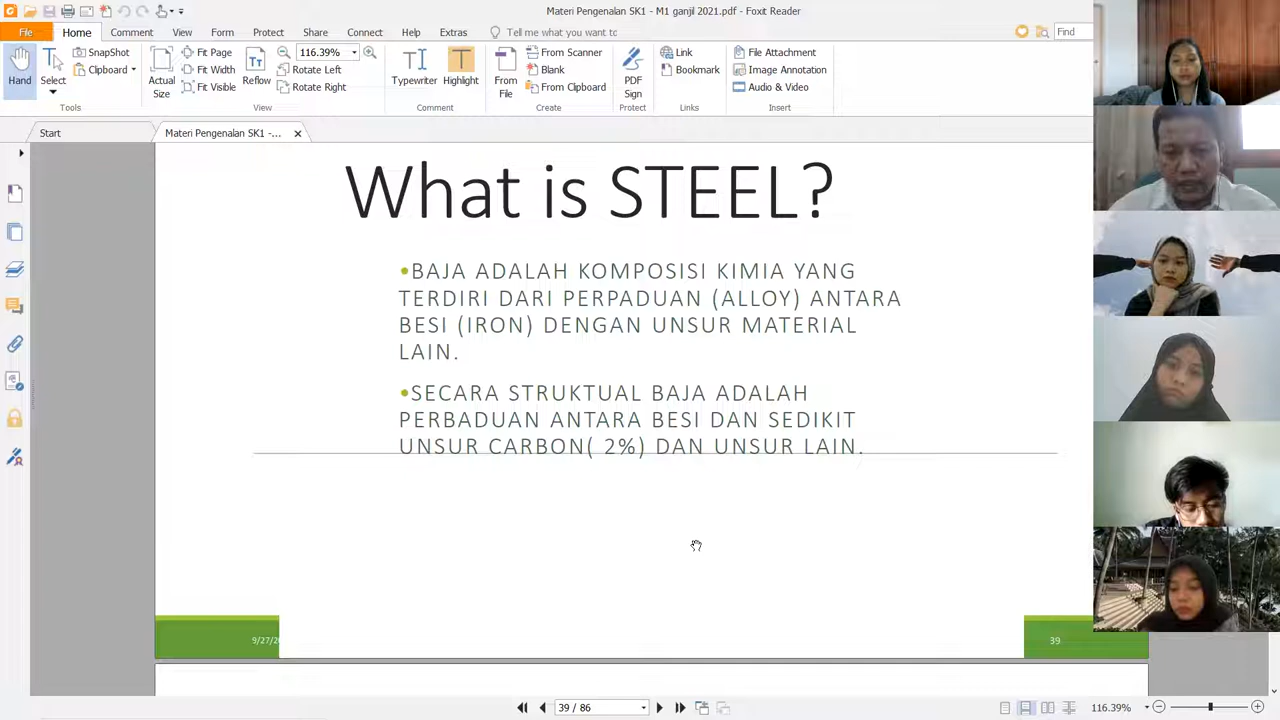 Materi Pengenalan SK1 - M1 ganjil 2021.pdf - Foxit Reader
File Home Comment View Form Protect Share Connect Help Extras Tell me what you want to Find
Hand
Select
SnapShot
Clipboard
Tools
Actual Size
Fit Page
Fit Width
Fit Visible
Reflow
116.39%
Rotate Left
Rotate Right
View
Typewriter
Highlight
Comment
From File
From Scanner
Blank
From Clipboard
Create
PDF Sign
Protect
Link
Bookmark
Links
File Attachment
Image Annotation
Audio & Video
Insert
Start
Materi Pengenalan SK1 -...
What is STEEL?
•BAJA ADALAH KOMPOSISI KIMIA YANG
TERDIRI DARI PERPADUAN (ALLOY) ANTARA
BESI (IRON) DENGAN UNSUR MATERIAL
LAIN.
•SECARA STRUKTUAL BAJA ADALAH
PERBADUAN ANTARA BESI DAN SEDIKIT
UNSUR CARBON( 2%) DAN UNSUR LAIN.
9/27/20
39
39 / 86
116.39%